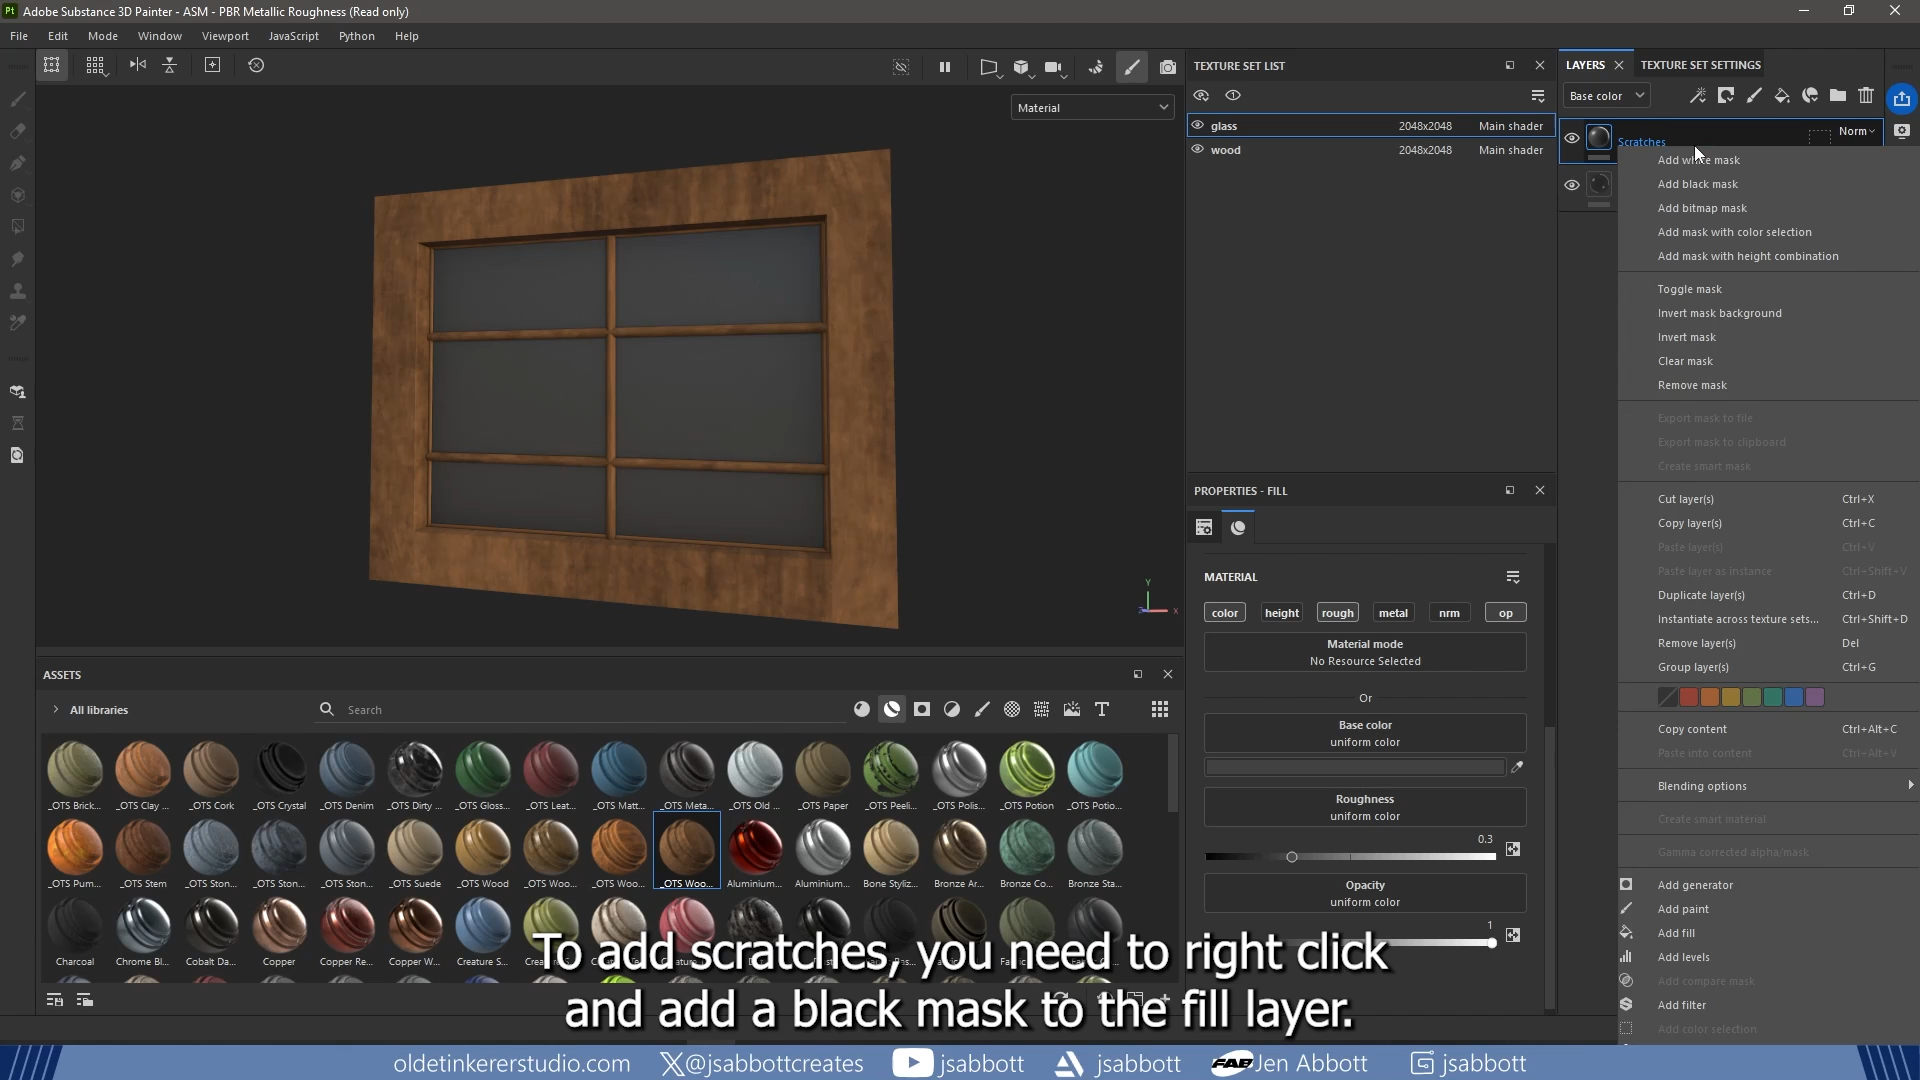 Pt Adobe Substance 3D Painter - ASM - PBR Metallic Roughness (Read only)
File Edit Mode Window Viewport JavaScript Python Help
Material
TEXTURE SET LIST
glass 2048x2048 Main shader
wood 2048x2048 Main shader
LAYERS TEXTURE SET SETTINGS
Base color
Norm
Scratches
Add white mask
Add black mask
Add bitmap mask
Add mask with color selection
Add mask with height combination
Toggle mask
Invert mask background
Invert mask
Clear mask
Remove mask
Export mask to file
Export mask to clipboard
Create smart mask
Cut layer(s) Ctrl+X
Copy layer(s) Ctrl+C
Paste layer(s) Ctrl+V
Paste layer as instance Ctrl+Shift+V
Duplicate layer(s) Ctrl+D
Instantiate across texture sets... Ctrl+Shift+D
Remove layer(s) Del
Group layer(s) Ctrl+G
Copy content Ctrl+Alt+C
Paste into content Ctrl+Alt+V
Blending options
Create smart material
Gamma corrected alpha/mask
Add generator
Add paint
Add fill
Add levels
Add compare mask
Add filter
Add color selection
PROPERTIES - FILL
MATERIAL
color height rough metal nrm op
Material mode
No Resource Selected
Or
Base color
uniform color
Roughness
uniform color
0.3
Opacity
uniform color
1
Y
Z X
ASSETS
All libraries
Search
_OTS Brick... _OTS Clay ... _OTS Cork _OTS Crystal _OTS Denim _OTS Dirty ... _OTS Gloss... _OTS Leat... _OTS Matt... _OTS Meta... _OTS Old ... _OTS Paper _OTS Peeli... _OTS Polis... _OTS Potion _OTS Potio...
_OTS Pum... _OTS Stem _OTS Ston... _OTS Ston... _OTS Ston... _OTS Suede _OTS Wood _OTS Woo... _OTS Woo... _OTS Woo... Aluminium... Aluminium... Bone Styliz... Bronze Ar... Bronze Co... Bronze Sta...
Charcoal Chrome Bl... Cobalt Da... Copper Copper Re... Copper W... Creature S...
To add scratches, you need to right click
and add a black mask to the fill layer.
oldetinkererstudio.com @jsabbottcreates jsabbott jsabbott FAB Jen Abbott jsabbott